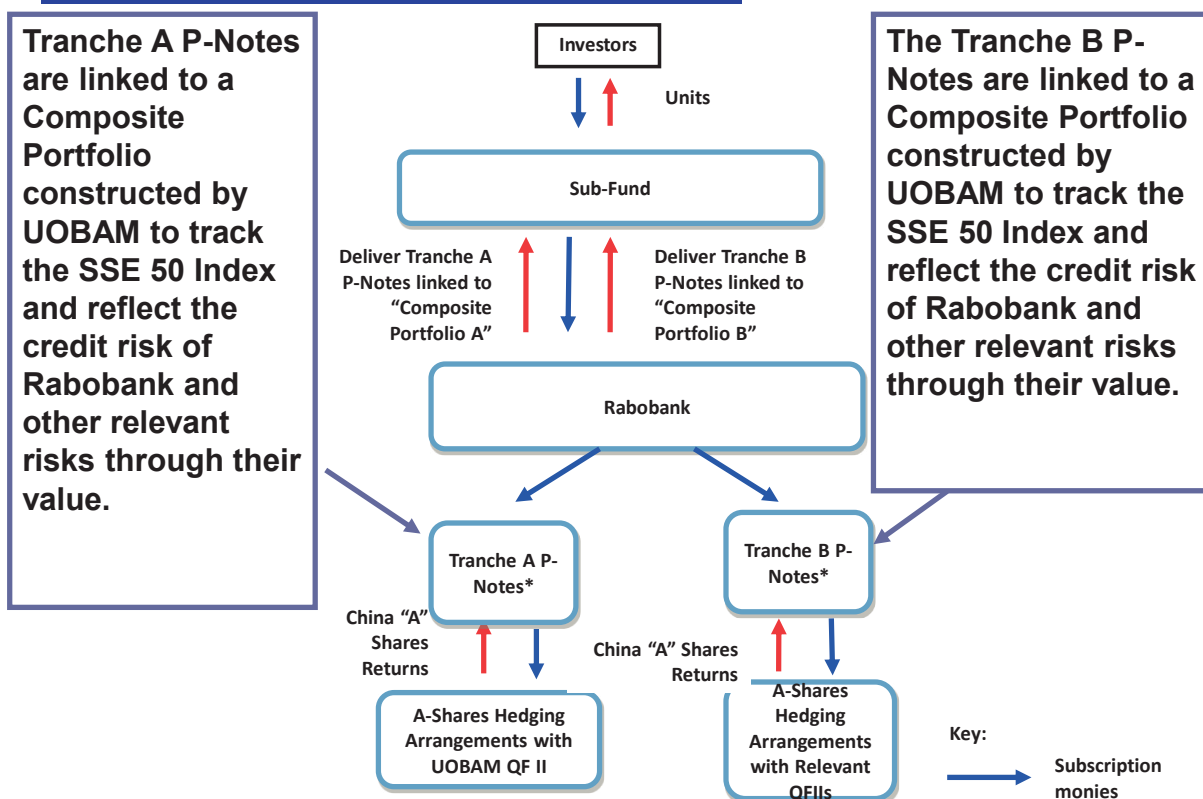 Tranche A P-Notes
are linked to a
Composite
Portfolio
constructed by
UOBAM to track
the SSE 50 Index
and reflect the
credit risk of
Rabobank and
other relevant
risks through their
value.
Investors
Units
Sub-Fund
Deliver Tranche A
P-Notes linked to
“Composite
Portfolio A”
Deliver Tranche B
P-Notes linked to
“Composite
Portfolio B”
Rabobank
The Tranche B P-
Notes are linked to a
Composite Portfolio
constructed by
UOBAM to track the
SSE 50 Index and
reflect the credit risk
of Rabobank and
other relevant risks
through their value.
Tranche A P-
Notes*
Tranche B P-
Notes*
China “A”
Shares
Returns
China “A” Shares
Returns
A-Shares Hedging
Arrangements with
UOBAM QF II
A-Shares
Hedging
Arrangements
with Relevant
QFIIs
Key:
Subscription
monies